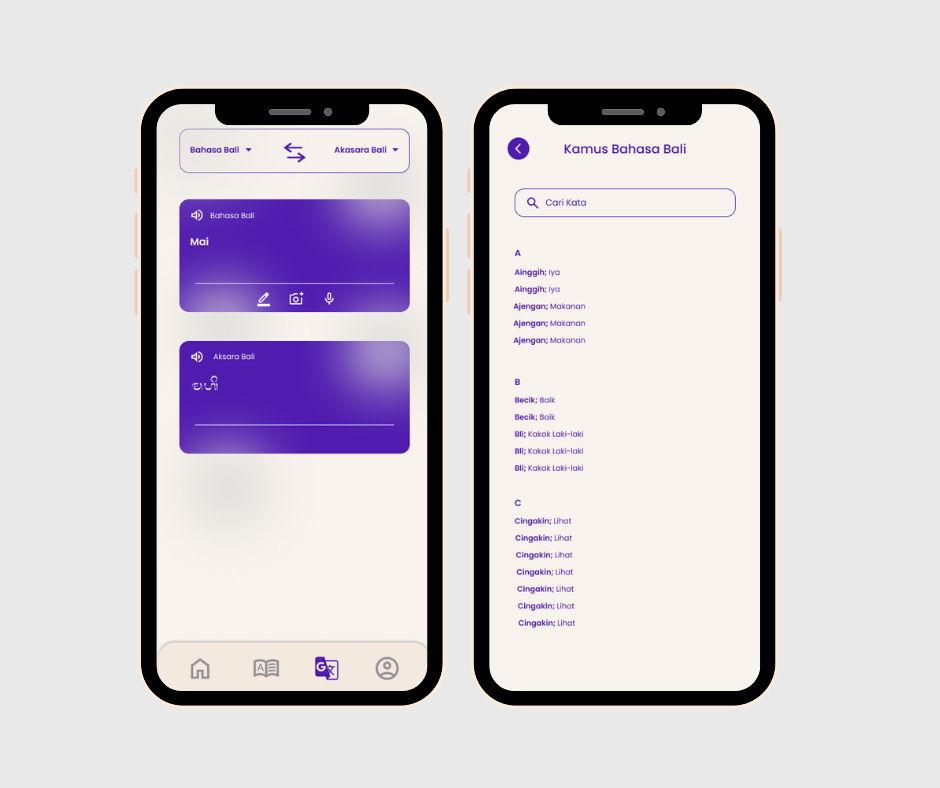 Bahasa Bali
Akasara Bali
Bahasa Bali
Mai
Aksara Bali
Kamus Bahasa Bali
Cari Kata
A
Ainggih; Iya
Ainggih; Iya
Ajengan; Makanan
Ajengan; Makanan
Ajengan; Makanan
B
Becik; Baik
Becik; Baik
Bli; Kakak Laki-laki
Bli; Kakak Laki-laki
Bli; Kakak Laki-laki
C
Cingakin; Lihat
Cingakin; Lihat
Cingakin; Lihat
Cingakin; Lihat
Cingakin; Lihat
Cingakin; Lihat
Cingakin; Lihat